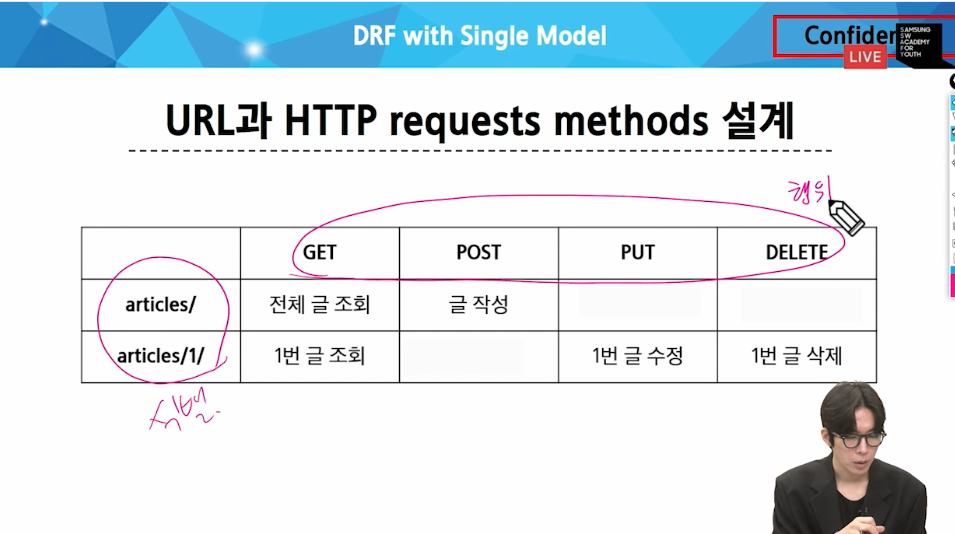 DRF with Single Model
Confiden
SAMSUNG
SW
ACADEMY
FOR
YOUTH
LIVE
URL과 HTTP requests methods 설계
행위
GET POST PUT DELETE
articles/ 전체 글 조회 글 작성
articles/1/ 1번 글 조회 1번 글 수정 1번 글 삭제
식별